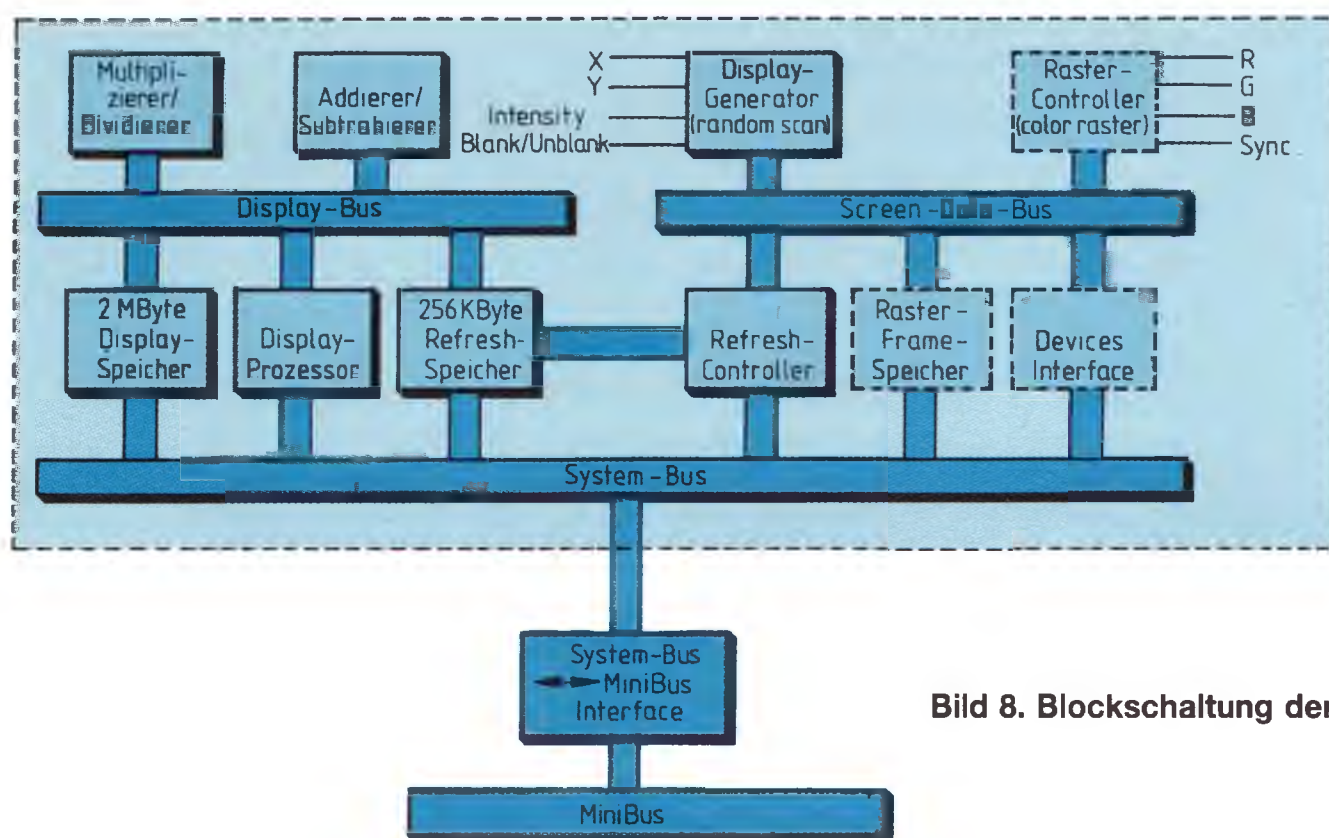 Multipli-
zierer/
Dividierer
Addierer/
Subtrahierer
X
Y
Intensity
Blank/Unblank
Display-
Generator
(random scan)
Raster-
Controller
(color raster)
R
G
Sync
Display-Bus
Screen-Data-Bus
2 MByte
Display-
Speicher
Display-
Prozessor
256KByte
Refresh-
Speicher
Refresh-
Controller
Raster-
Frame-
Speicher
Devices
Interface
System-Bus
System-Bus
MiniBus
Interface
Bild 8. Blockschaltung der
MiniBus